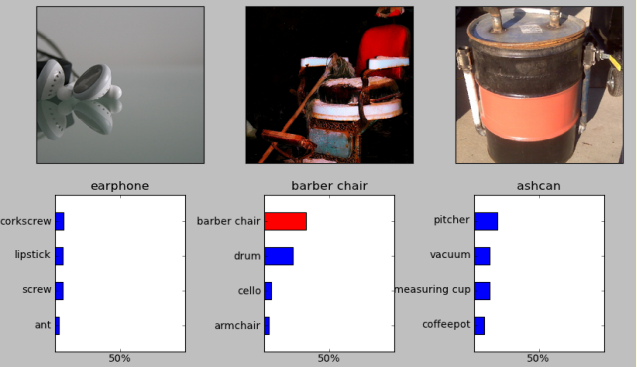 earphone
corkscrew
lipstick
screw
ant
50%
barber chair
barber chair
drum
cello
armchair
50%
ashcan
pitcher
vacuum
measuring cup
coffeepot
50%